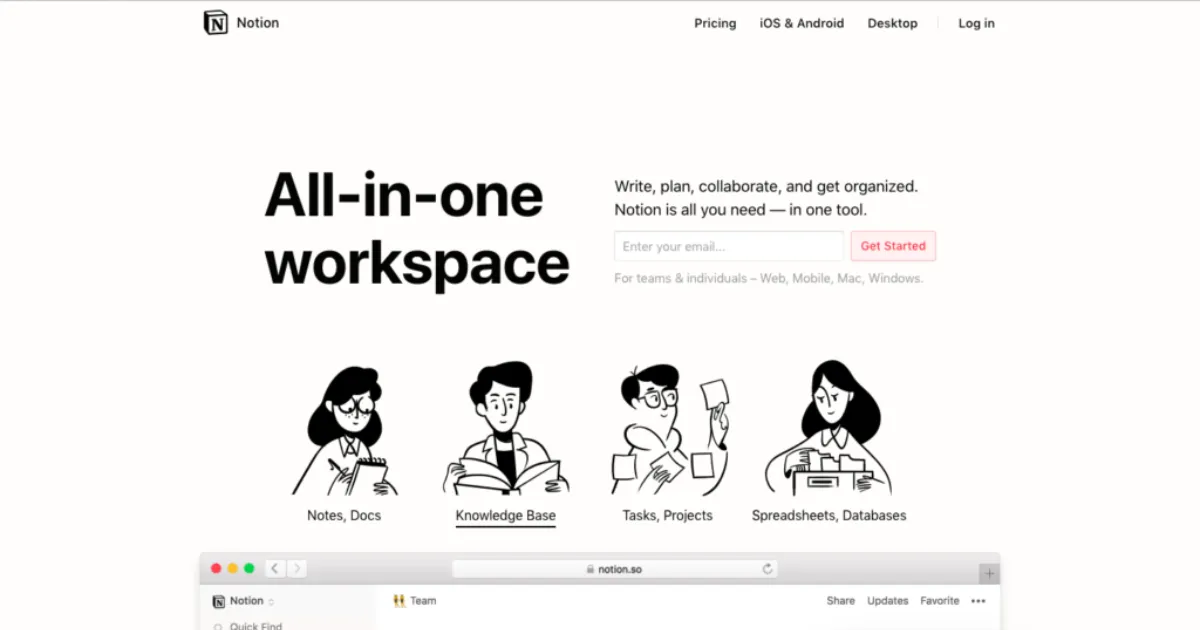 Notion
Pricing
iOS & Android
Desktop
Log in
All-in-one
workspace
Write, plan, collaborate, and get organized.
Notion is all you need — in one tool.
Enter your email...
Get Started
For teams & individuals – Web, Mobile, Mac, Windows.
Notes, Docs
Knowledge Base
Tasks, Projects
Spreadsheets, Databases
notion.so
Notion
Team
Share
Updates
Favorite
Quick Find